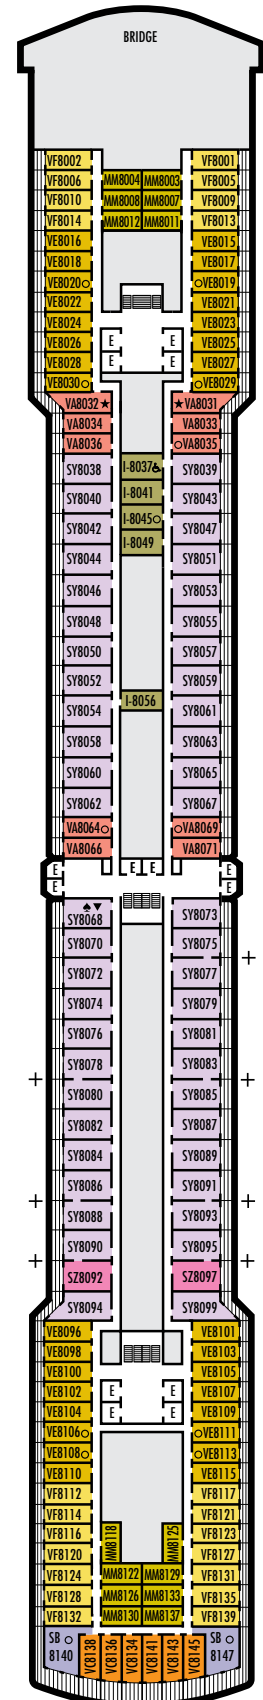 BRIDGE
VF8002 VF8001
VF8006 MM8004 MM8003 VF8005
VF8010 MM8008 MM8007 VF8009
VF8014 MM8012 MM8011 VF8013
VE8016 VE8015
VE8018 VE8017
VE8020 VE8019
VE8022 VE8021
VE8024 VE8023
VE8026 E E VE8025
VE8028 E E VE8027
VE8030 VE8029
VA8032★ ★VA8031
VA8034 VA8033
VA8036 VA8035
SY8038 I-8037 SY8039
SY8040 I-8041 SY8043
SY8042 I-8045 SY8047
SY8044 I-8049 SY8051
SY8046 SY8053
SY8048 SY8055
SY8050 SY8057
SY8052 SY8059
SY8054 I-8056 SY8061
SY8058 SY8063
SY8060 SY8065
SY8062 SY8067
VA8064 VA8069
VA8066 VA8071
E E E E
E E
♠▼
SY8068 SY8073
SY8070 SY8075
SY8072 SY8077
SY8074 SY8079
SY8076 SY8081
SY8078 SY8083
SY8080 SY8085
SY8082 SY8087
SY8084 SY8089
SY8086 SY8091
SY8088 SY8093
SY8090 SY8095
SZ8092 SZ8097
SY8094 SY8099
VE8096 VE8101
VE8098 VE8103
VE8100 VE8105
VE8102 E E VE8107
VE8104 E E VE8109
VE8106 VE8111
VE8108 VE8113
VE8110 VE8115
VF8112 VF8117
VF8114 VF8121
VF8116 MM8118 MM8125 VF8123
VF8120 VF8127
VF8124 MM8122 MM8129 VF8131
VF8128 MM8126 MM8133 VF8135
VF8132 MM8130 MM8137 VF8139
SB 8140 VC8138 VC8136 VC8134 VC8141 VC8143 VC8145 SB 8147